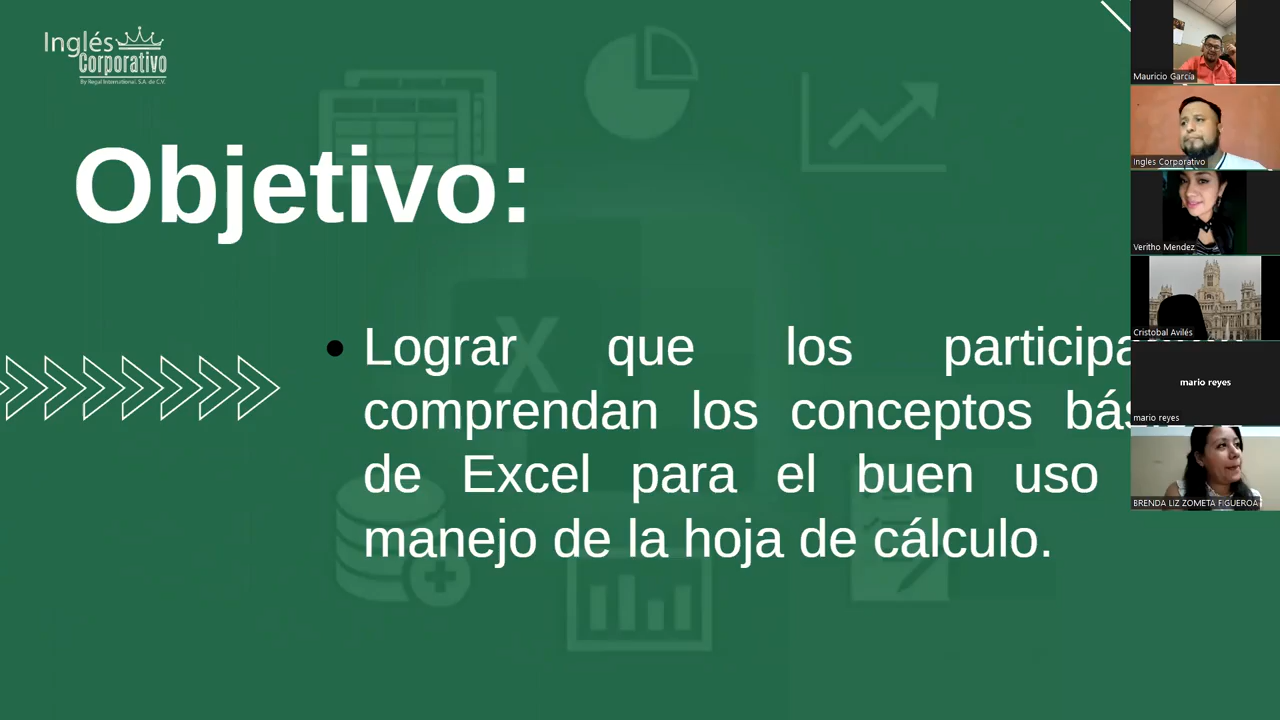 Inglés
Corporativo
By Regal International, S.A. de C.V.
Objetivo:
Lograr que los
comprendan los conceptos
de Excel para el buen uso
manejo de la hoja de cálculo.
Mauricio García
Ingles Corporativo
Veritho Mendez
Cristobal Avilés
mario reyes
mario reyes
BRENDA LIZ ZOMETA FIGUEROA